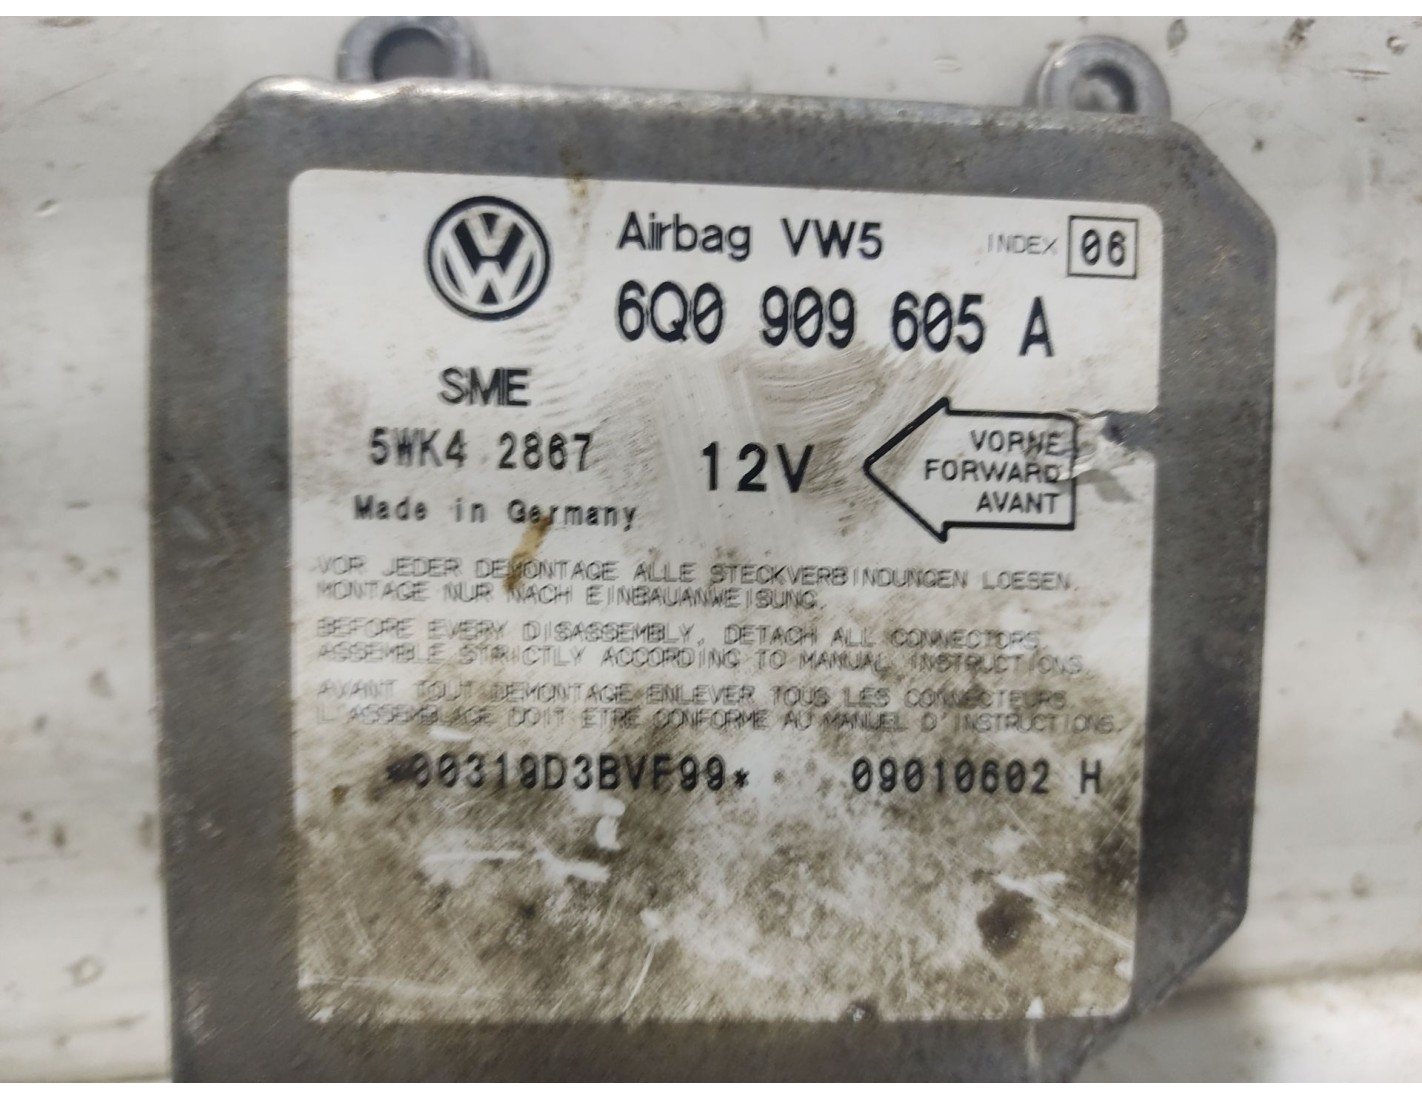 Airbag VW5
INDEX 06
6Q0 909 605 A
SME
5WK4 2867
12V
Made in Germany
VORNE
FORWARD
AVANT
VOR JEDER DEMONTAGE ALLE STECKVERBINDUNGEN LOESEN.
MONTAGE NUR NACH EINBAUANWEISUNG.
BEFORE EVERY DISASSEMBLY, DETACH ALL CONNECTORS.
ASSEMBLE STRICTLY ACCORDING TO MANUAL INSTRUCTIONS.
AVANT TOUT DEMONTAGE ENLEVER TOUS LES CONNECTEURS.
L'ASSEMBLAGE DOIT ETRE CONFORME AU MANUEL D'INSTRUCTIONS.
*00319D3BVF99*
09010602 H